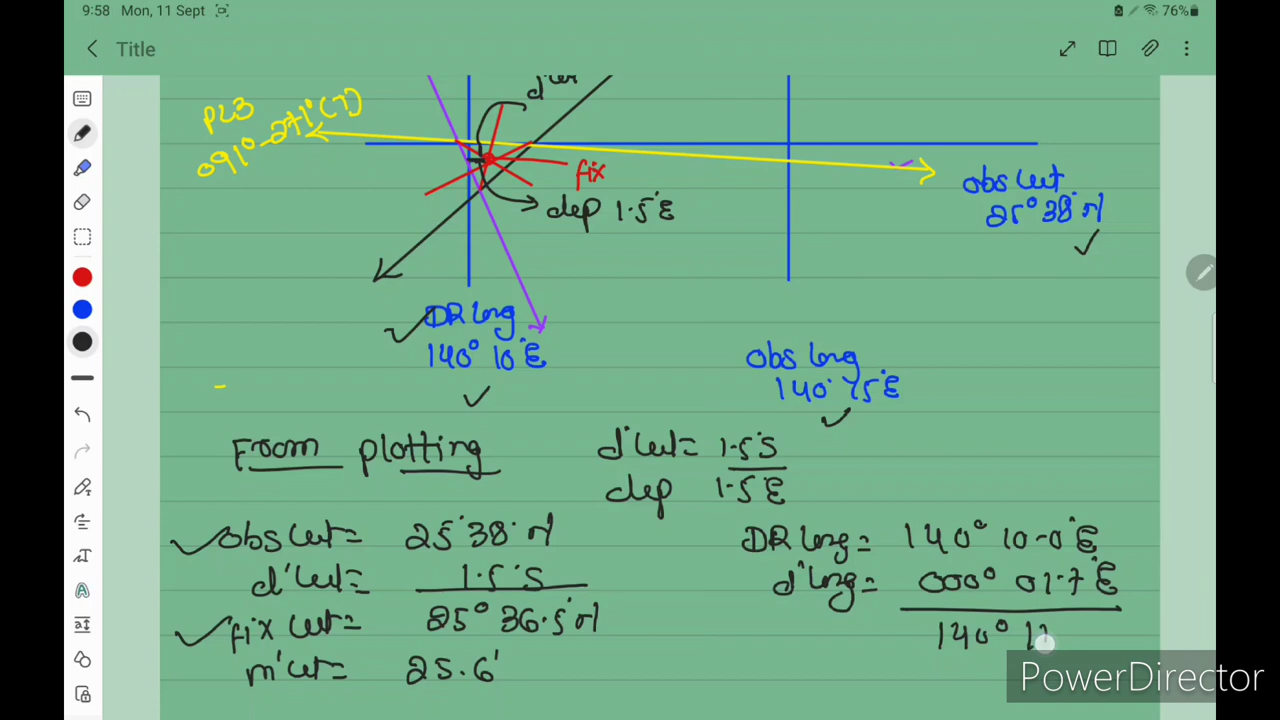 9:58 Mon, 11 Sept
76%
Title
d'lat
PL3
091° - 271° (T)
fix
dep 1.5'E
obs lat
25° 38' N
DR long
140° 10'E
obs long
140° 15'E
From plotting
d'lat = 1.5'S
dep 1.5'E
obs lat = 25° 38' N
d'lat = 1.5'S
fix lat = 25° 36.5' N
m'lat = 25.6'
DR long = 140° 10.0'E
d'long = 000° 01.7'E
140° 11
PowerDirector